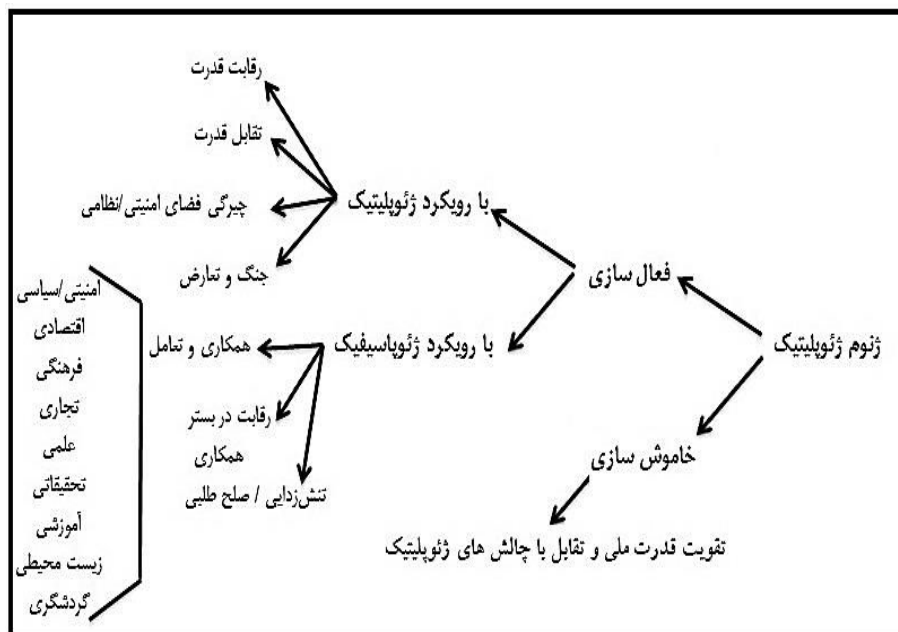 ژنوم ژئوپلیتیک
فعال سازی
با رویکرد ژئوپلیتیک
رقابت قدرت
تقابل قدرت
چیرگی فضای امنیتی/نظامی
جنگ و تعارض
با رویکرد ژئوپاسیفیک
همکاری و تعامل
رقابت در بستر
همکاری
تنش‌زدایی / صلح طلبی
امنیتی/سیاسی
اقتصادی
فرهنگی
تجاری
علمی
تحقیقاتی
آموزشی
زیست محیطی
گردشگری
خاموش سازی
تقویت قدرت ملی و تقابل با چالش های ژئوپلیتیک